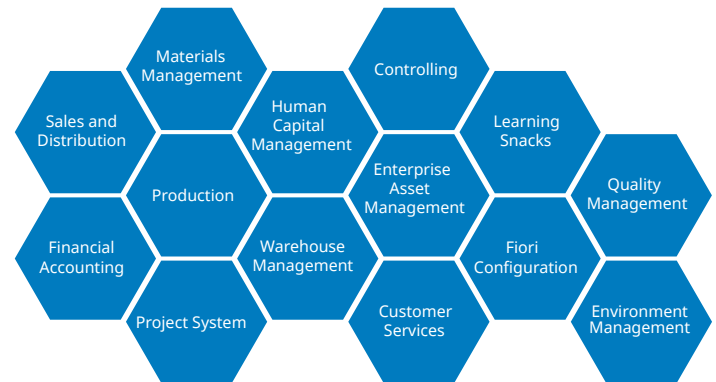 Materials
Management
Controlling
Sales and
Distribution
Human
Capital
Management
Learning
Snacks
Production
Enterprise
Asset
Management
Quality
Management
Financial
Accounting
Warehouse
Management
Fiori
Configuration
Project System
Customer
Services
Environment
Management